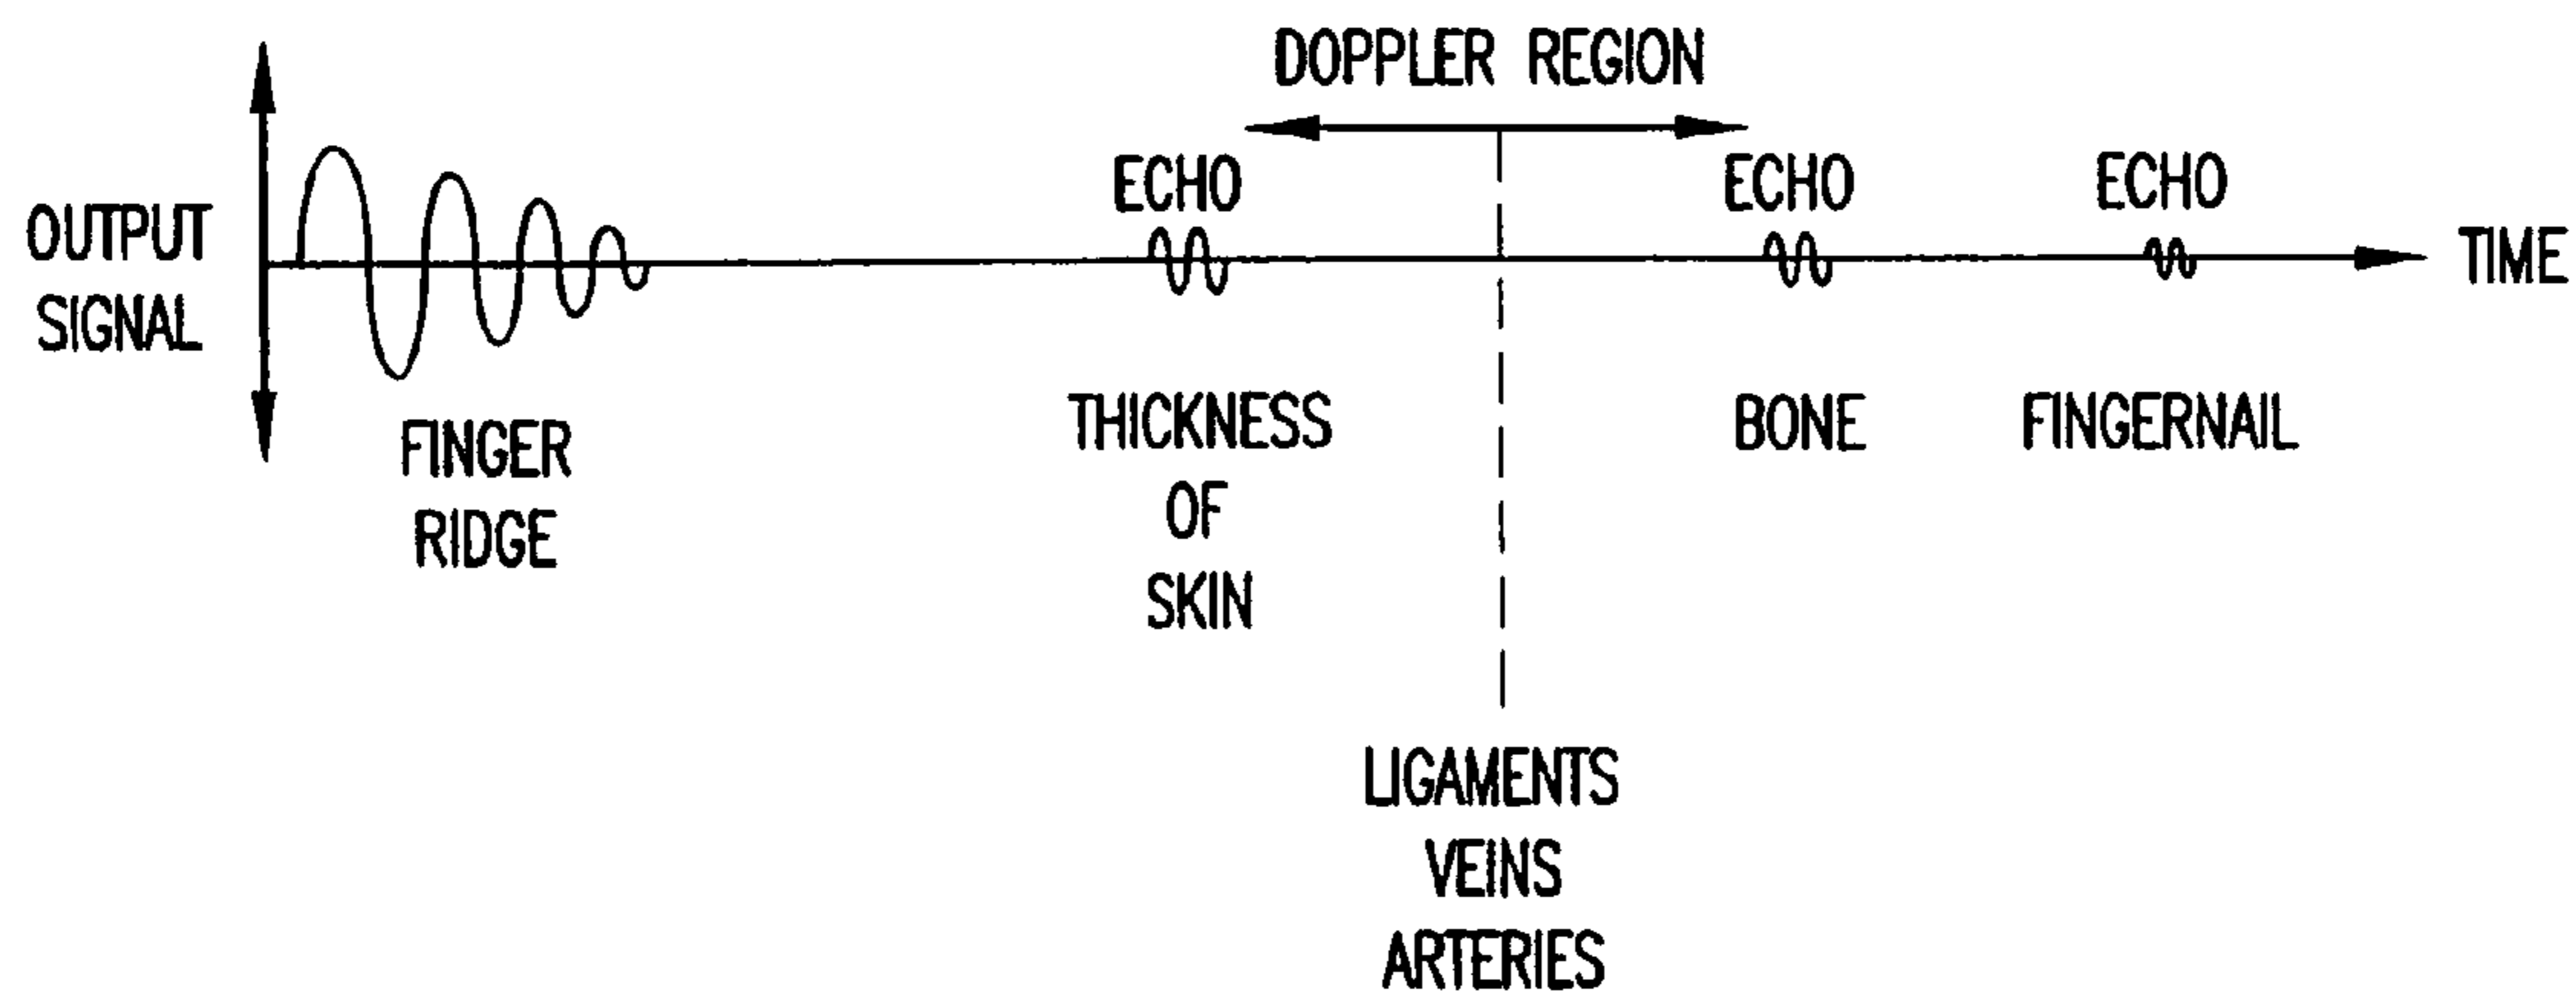 DOPPLER REGION
ECHO
ECHO
ECHO
OUTPUT
SIGNAL
TIME
FINGER
RIDGE
THICKNESS
OF
SKIN
BONE
FINGERNAIL
LIGAMENTS
VEINS
ARTERIES